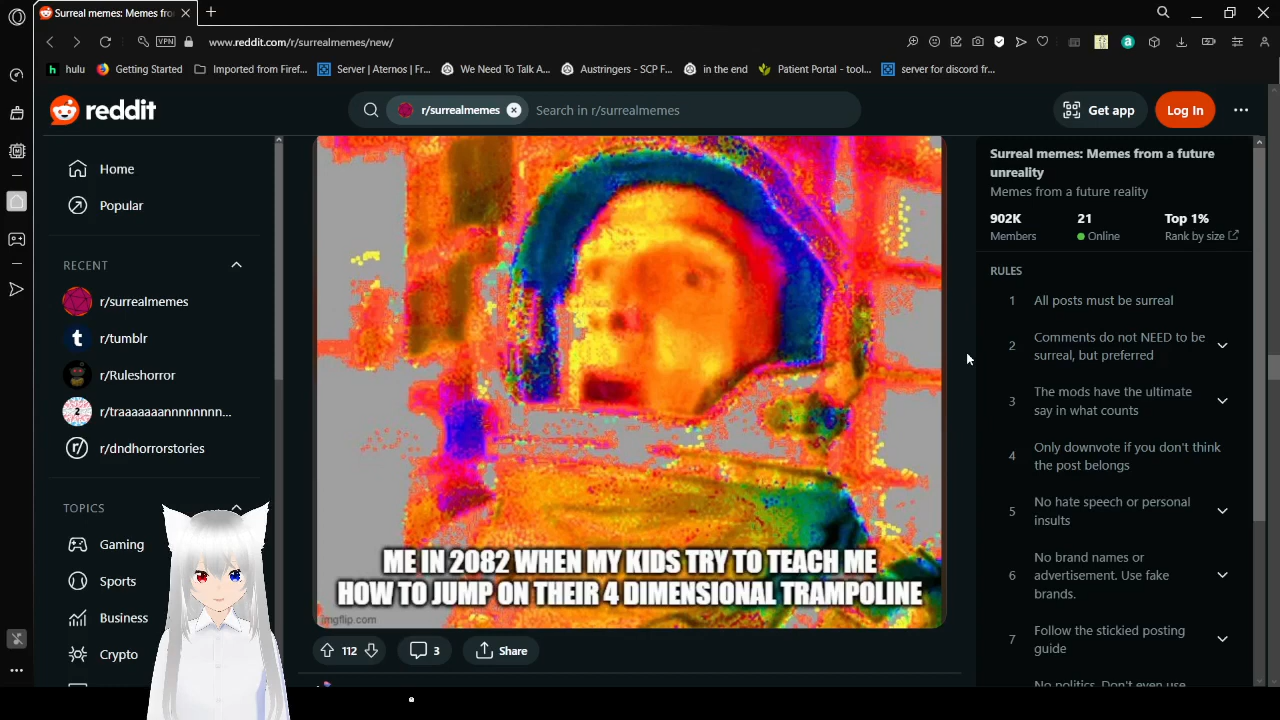 Surreal memes: Memes fro
VPN
www.reddit.com/r/surrealmemes/new/
hulu
Getting Started
Imported from Firef...
Server | Aternos | Fr...
We Need To Talk A...
Austringers - SCP F...
in the end
Patient Portal - tool...
server for discord fr...
reddit
r/surrealmemes
Search in r/surrealmemes
Get app
Log In
Home
Popular
RECENT
r/surrealmemes
r/tumblr
r/Ruleshorror
r/traaaaaaannnnnnnn...
r/dndhorrorstories
TOPICS
Gaming
Sports
Business
Crypto
ME IN 2082 WHEN MY KIDS TRY TO TEACH ME
HOW TO JUMP ON THEIR 4 DIMENSIONAL TRAMPOLINE
imgflip.com
112
3
Share
Surreal memes: Memes from a future
unreality
Memes from a future reality
902K
21
Top 1%
Members
Online
Rank by size
RULES
1 All posts must be surreal
2 Comments do not NEED to be
surreal, but preferred
3 The mods have the ultimate
say in what counts
4 Only downvote if you don't think
the post belongs
5 No hate speech or personal
insults
6 No brand names or
advertisement. Use fake
brands.
7 Follow the stickied posting
guide
No politics. Don't even use